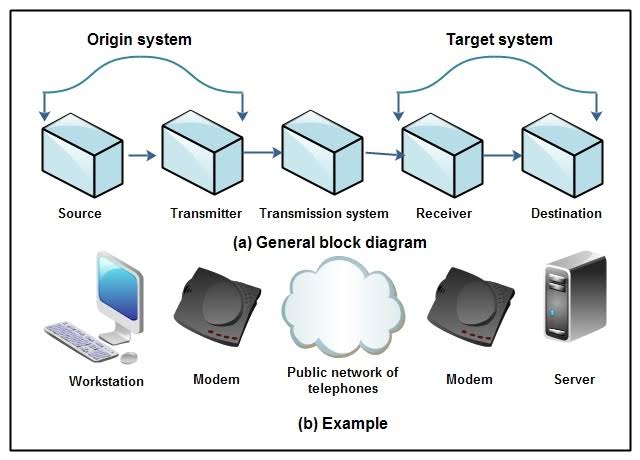 Origin system
Target system
Source
Transmitter
Transmission system
Receiver
Destination
(a) General block diagram
Workstation
Modem
Public network of
telephones
Modem
Server
(b) Example